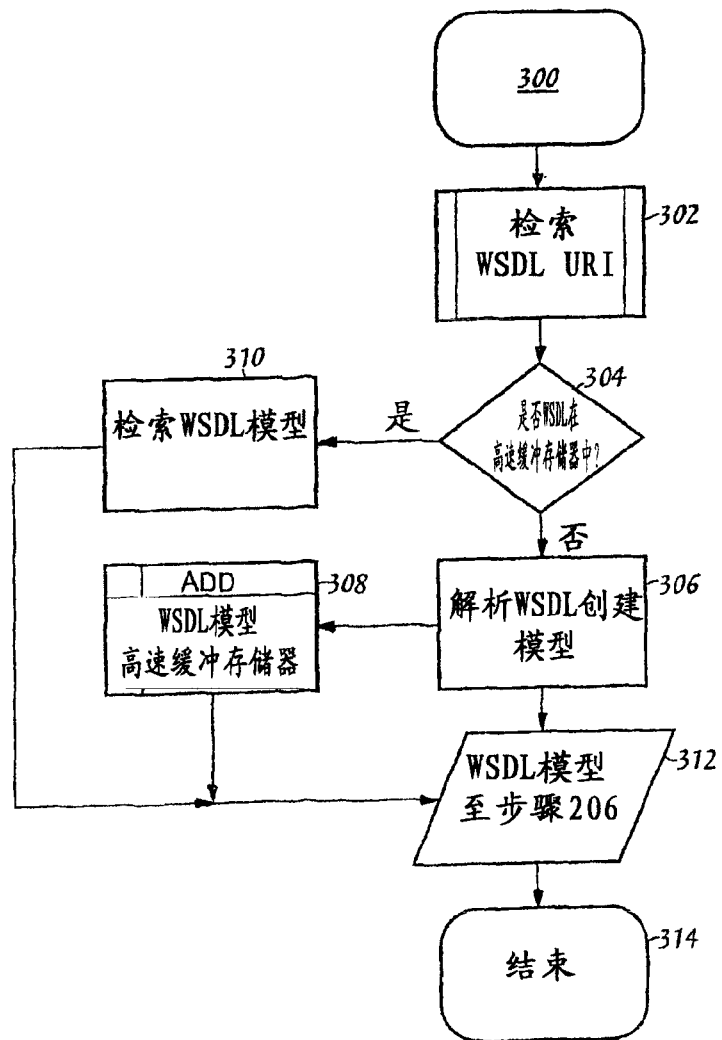 300
检索
WSDL URI
302
304
是否WSDL在
高速缓冲存储器中?
310
检索WSDL模型
是
否
ADD
308
WSDL模型
高速缓冲存储器
解析WSDL创建
模型
306
WSDL模型
至步骤206
312
结束
314